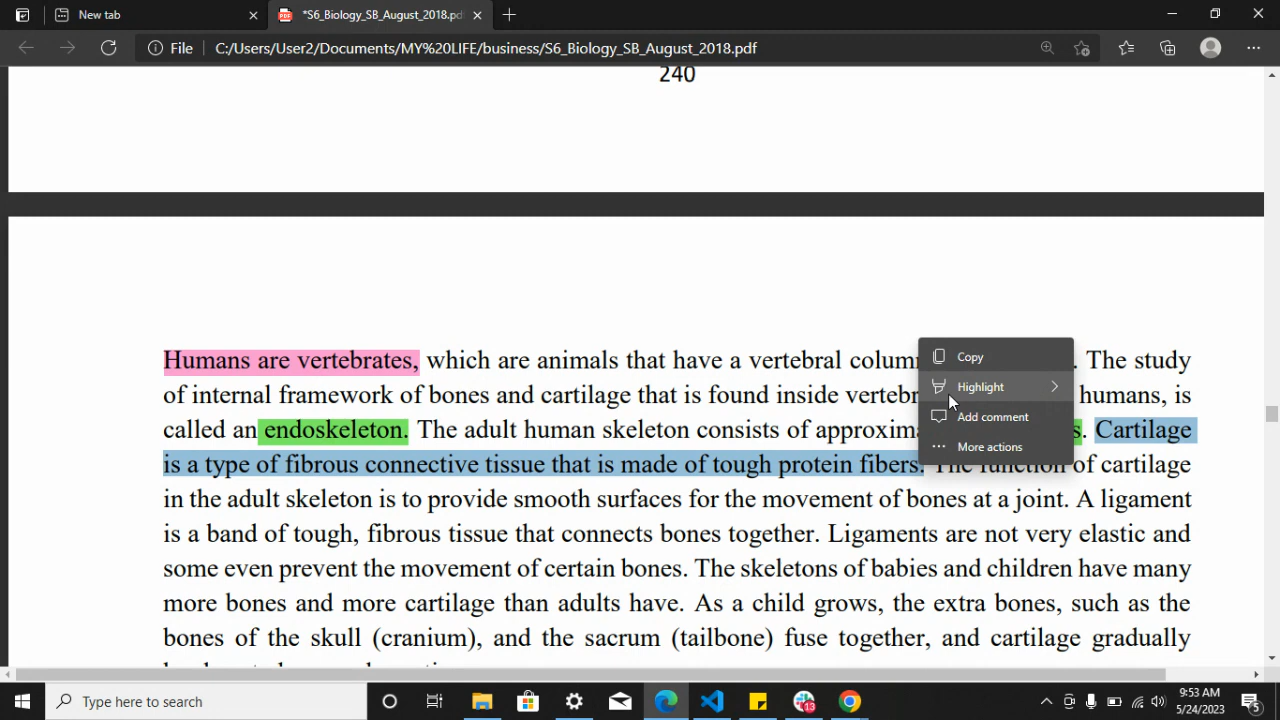 New tab
*S6_Biology_SB_August_2018.pdf
File
C:/Users/User2/Documents/MY%20LIFE/business/S6_Biology_SB_August_2018.pdf
240
Humans are vertebrates, which are animals that have a vertebral . The study
of internal framework of bones and cartilage that is found inside humans, is
called an endoskeleton. The adult human skeleton consists of s. Cartilage
is a type of fibrous connective tissue that is made of tough protein fibers. The function of cartilage
in the adult skeleton is to provide smooth surfaces for the movement of bones at a joint. A ligament
is a band of tough, fibrous tissue that connects bones together. Ligaments are not very elastic and
some even prevent the movement of certain bones. The skeletons of babies and children have many
more bones and more cartilage than adults have. As a child grows, the extra bones, such as the
bones of the skull (cranium), and the sacrum (tailbone) fuse together, and cartilage gradually
Copy
Highlight
Add comment
More actions
Type here to search
13
9:53 AM
5/24/2023
5